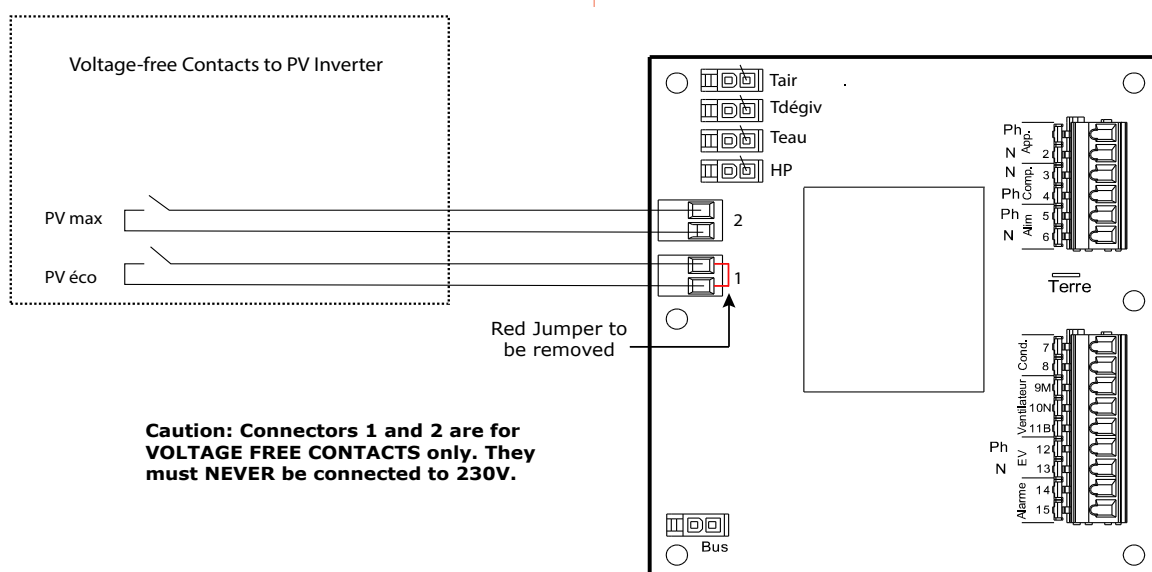 Voltage-free Contacts to PV Inverter
PV max
PV éco
Tair
Tdégiv
Teau
HP
2
1
Red Jumper to
be removed
Caution: Connectors 1 and 2 are for
VOLTAGE FREE CONTACTS only. They
must NEVER be connected to 230V.
Bus
App.
Ph
N 2
Comp.
N 3
Ph 4
Alim
Ph 5
N 6
Terre
Cond.
7
8
Ventilateur
9M
10N
11B
EV
Ph 12
N 13
Alarme
14
15